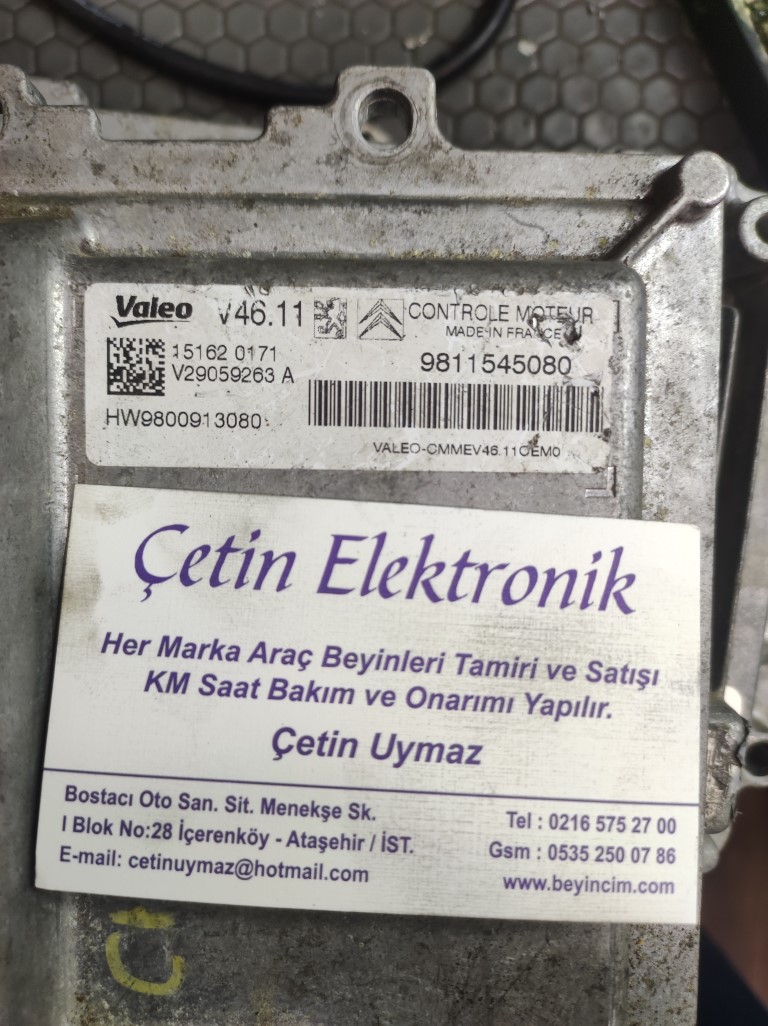 Valeo V46.11 CONTROLE MOTEUR
MADE IN FRANCE
15162 0171
V29059263 A
9811545080
HW9800913080
VALEO-CMMEV46.11OEM0
Çetin Elektronik
Her Marka Araç Beyinleri Tamiri ve Satışı
KM Saat Bakım ve Onarımı Yapılır.
Çetin Uymaz
Bostacı Oto San. Sit. Menekşe Sk.
I Blok No:28 İçerenköy - Ataşehir / İST.
E-mail: cetinuymaz@hotmail.com
Tel : 0216 575 27 00
Gsm : 0535 250 07 86
www.beyincim.com